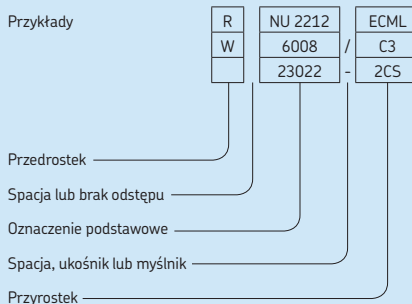 Przykłady R NU 2212 ECML
W 6008 / C3
23022 - 2CS
Przedrostek
Spacja lub brak odstępu
Oznaczenie podstawowe
Spacja, ukośnik lub myślnik
Przyrostek